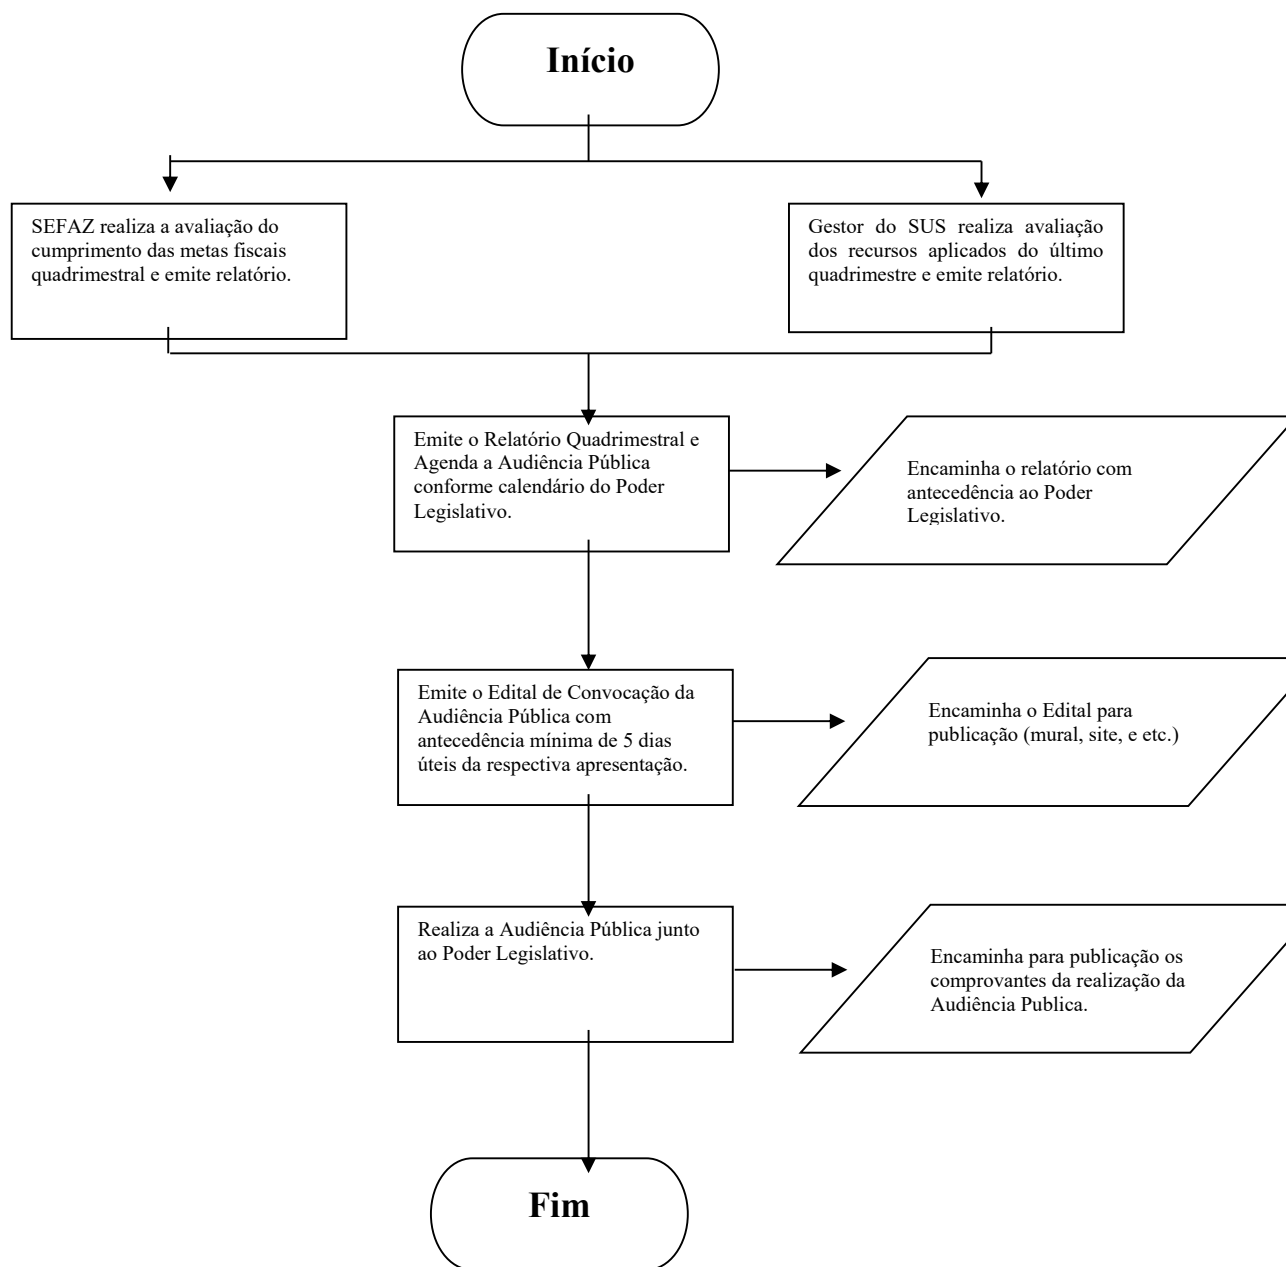 Início
SEFAZ realiza a avaliação do
cumprimento das metas fiscais
quadrimestral e emite relatório.
Gestor do SUS realiza avaliação
dos recursos aplicados do último
quadrimestre e emite relatório.
Emite o Relatório Quadrimestral e
Agenda a Audiência Pública
conforme calendário do Poder
Legislativo.
Encaminha o relatório com
antecedência ao Poder
Legislativo.
Emite o Edital de Convocação da
Audiência Pública com
antecedência mínima de 5 dias
úteis da respectiva apresentação.
Encaminha o Edital para
publicação (mural, site, e etc.)
Realiza a Audiência Pública junto
ao Poder Legislativo.
Encaminha para publicação os
comprovantes da realização da
Audiência Publica.
Fim